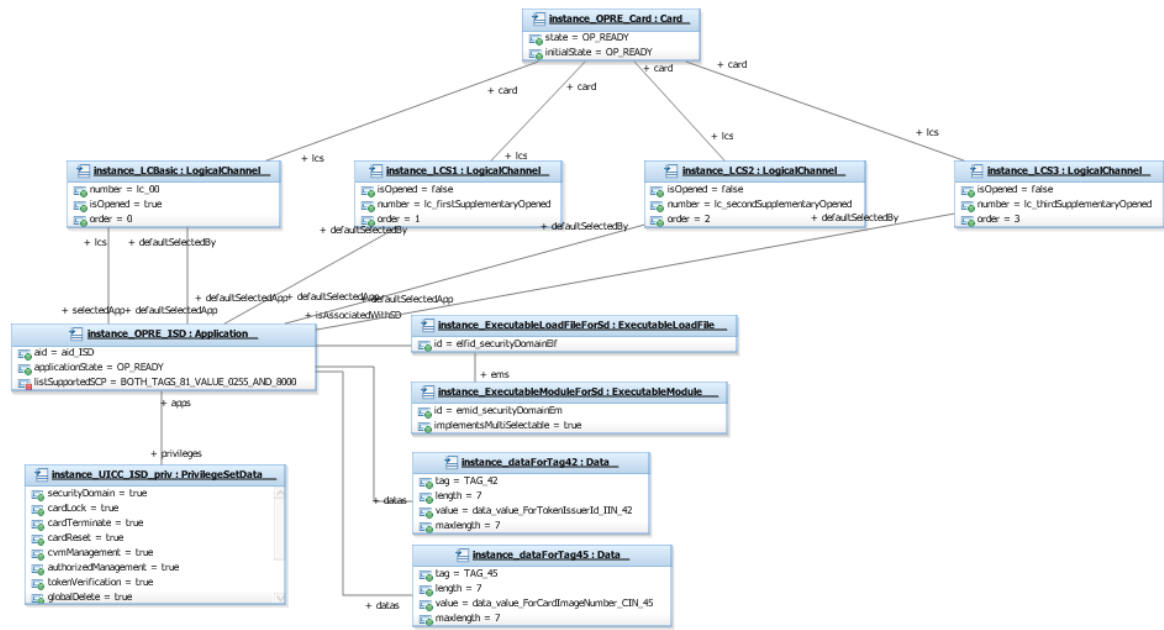 instance_OPRE_Card : Card
state = OP_READY
initialState = OP_READY
+ card
+ card
+ card
+ card
+ lcs
+ lcs
+ lcs
+ lcs
instance_LCBasic : LogicalChannel
number = lc_00
isOpened = true
order = 0
instance_LCS1 : LogicalChannel
isOpened = false
number = lc_firstSupplementaryOpened
order = 1
instance_LCS2 : LogicalChannel
isOpened = false
number = lc_secondSupplementaryOpened
order = 2
instance_LCS3 : LogicalChannel
isOpened = false
number = lc_thirdSupplementaryOpened
order = 3
+ lcs
+ defaultSelectedBy
+ defaultSelectedBy
+ defaultSelectedBy
+ defaultSelectedBy
+ selectedApp
+ defaultSelectedApp
+ defaultSelectedApp
+ defaultSelectedApp
+ defaultSelectedApp
+ isAssociatedWithSD
instance_OPRE_ISD : Application
aid = aid_ISD
applicationState = OP_READY
listSupportedSCP = BOTH_TAGS_81_VALUE_0255_AND_8000
instance_ExecutableLoadFileForSd : ExecutableLoadFile
id = elfid_securityDomainElf
+ ems
instance_ExecutableModuleForSd : ExecutableModule
id = emid_securityDomainEm
implementsMultiSelectable = true
+ apps
+ privileges
instance_UICC_ISD_priv : PrivilegeSetData
securityDomain = true
cardLock = true
cardTerminate = true
cardReset = true
cvmManagement = true
authorizedManagement = true
tokenVerification = true
globalDelete = true
instance_dataForTag42 : Data
tag = TAG_42
length = 7
value = data_value_ForTokenIssuerId_IIN_42
maxlength = 7
+ datas
instance_dataForTag45 : Data
tag = TAG_45
length = 7
value = data_value_ForCardImageNumber_CIN_45
maxlength = 7
+ datas